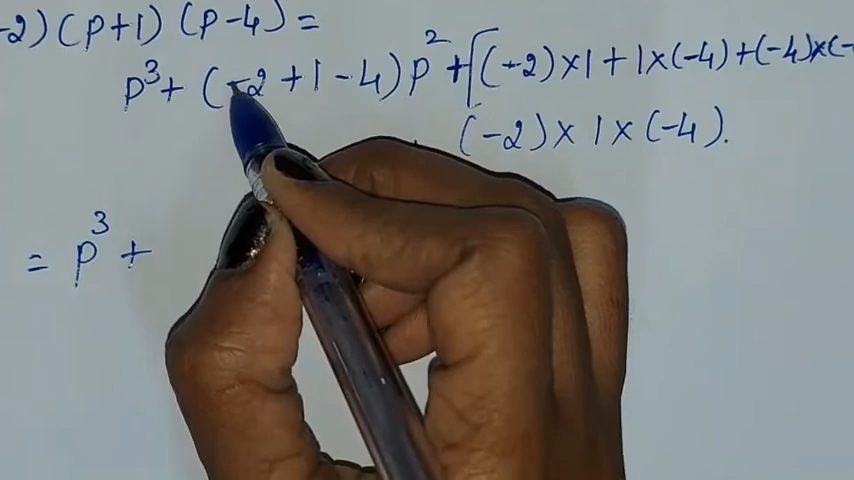 -2) (p+1) (p-4) =
p³ + (-2 + 1 - 4) p² + [(-2) × 1 + 1 × (-4) + (-4) × (-
(-2) × 1 × (-4).
= p³ +